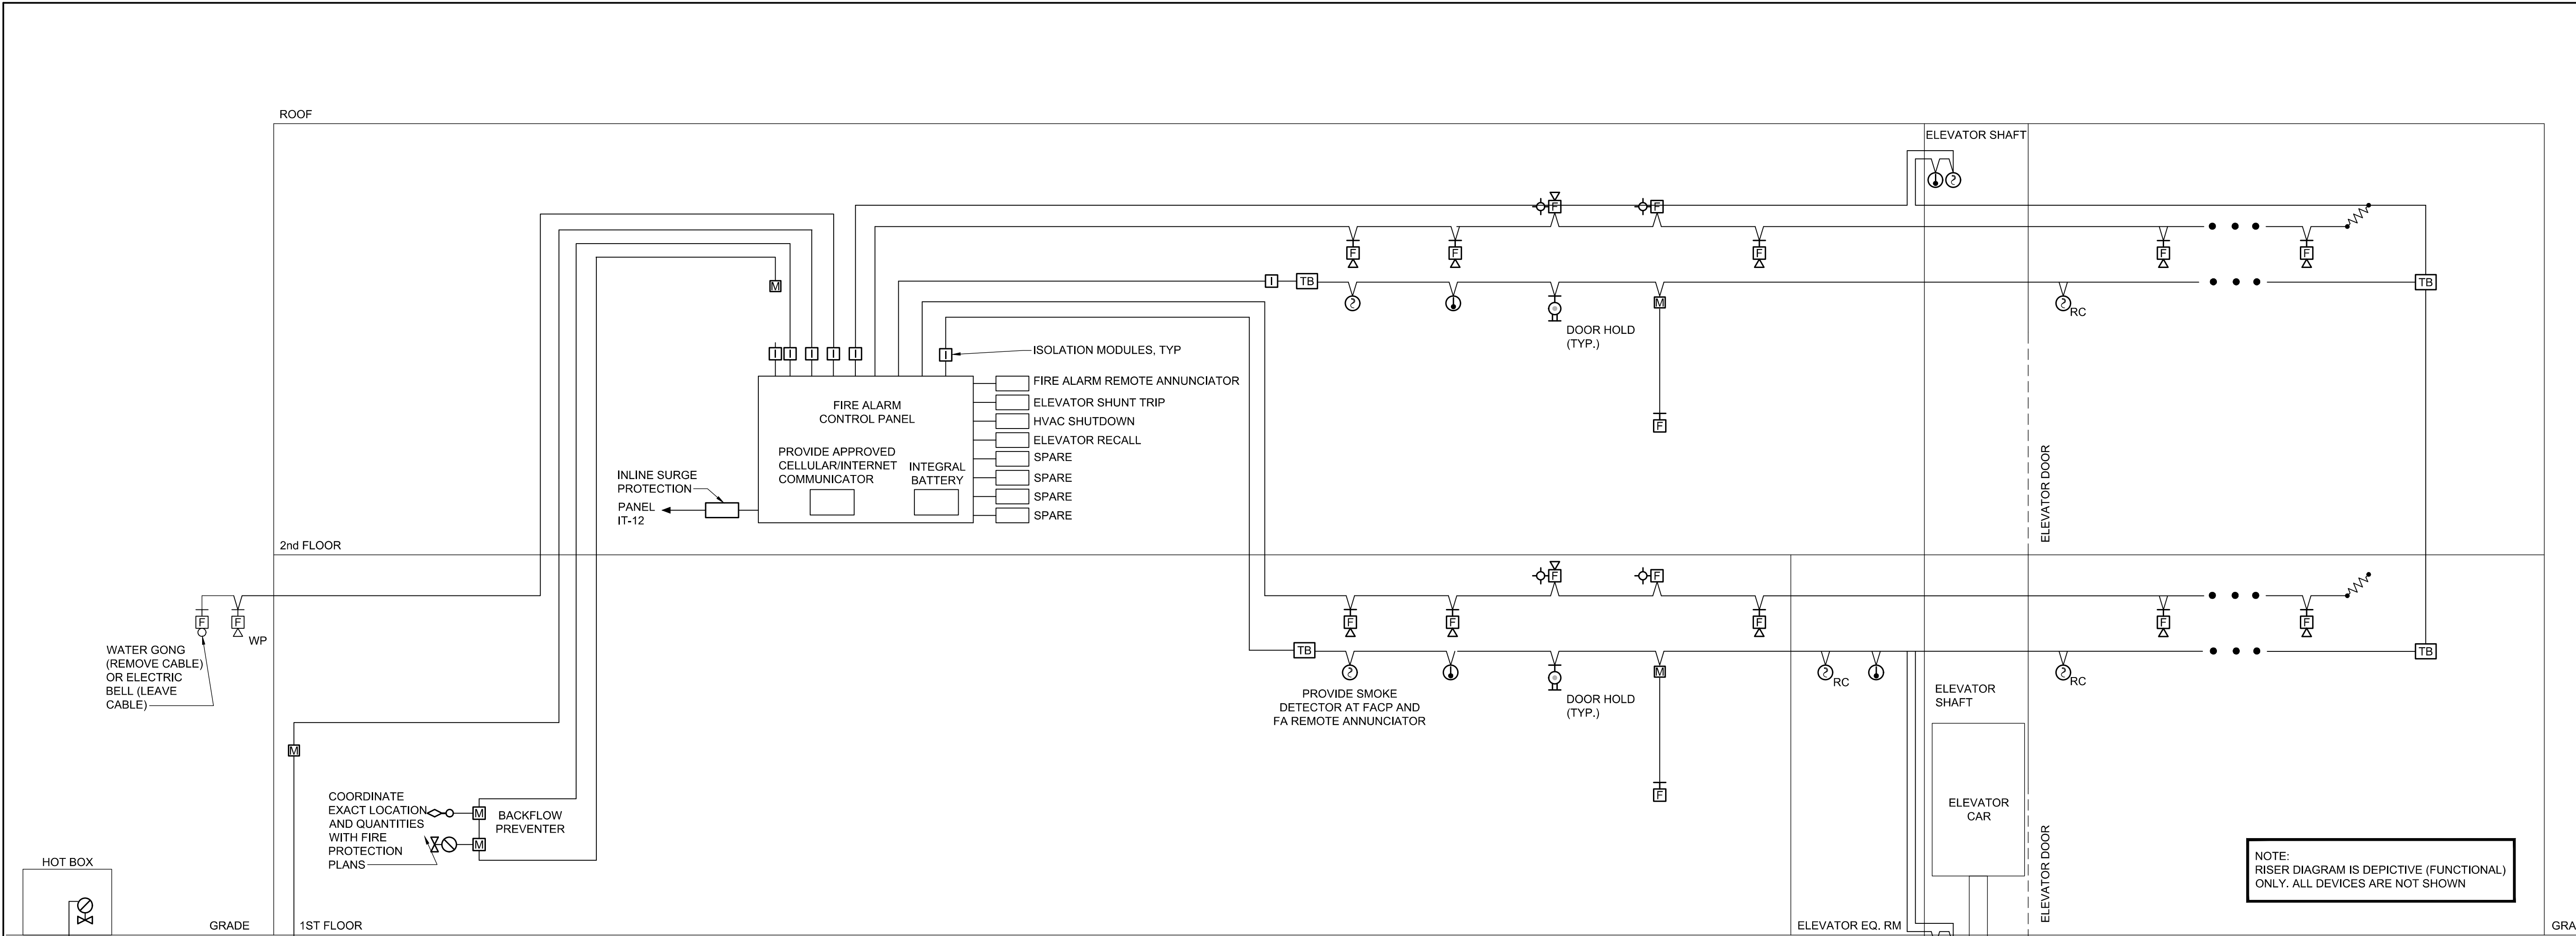 ROOF
ELEVATOR SHAFT
F
F
F
F
F
F
F
M
I
TB
TB
M
RC
DOOR HOLD
(TYP.)
I
I
I
I
I
I
ISOLATION MODULES, TYP
FIRE ALARM
CONTROL PANEL
PROVIDE APPROVED
CELLULAR/INTERNET
COMMUNICATOR
INTEGRAL
BATTERY
FIRE ALARM REMOTE ANNUNCIATOR
ELEVATOR SHUNT TRIP
HVAC SHUTDOWN
ELEVATOR RECALL
SPARE
SPARE
SPARE
SPARE
F
INLINE SURGE
PROTECTION
PANEL
IT-12
ELEVATOR DOOR
2nd FLOOR
F
F
F
F
WP
F
F
F
F
F
WATER GONG
(REMOVE CABLE)
OR ELECTRIC
BELL (LEAVE
CABLE)
TB
TB
M
RC
RC
PROVIDE SMOKE
DETECTOR AT FACP AND
FA REMOTE ANNUNCIATOR
DOOR HOLD
(TYP.)
ELEVATOR
SHAFT
M
F
COORDINATE
EXACT LOCATION
AND QUANTITIES
WITH FIRE
PROTECTION
PLANS
M
M
BACKFLOW
PREVENTER
ELEVATOR
CAR
ELEVATOR DOOR
NOTE:
RISER DIAGRAM IS DEPICTIVE (FUNCTIONAL)
ONLY. ALL DEVICES ARE NOT SHOWN
HOT BOX
GRADE
1ST FLOOR
ELEVATOR EQ. RM
GRA